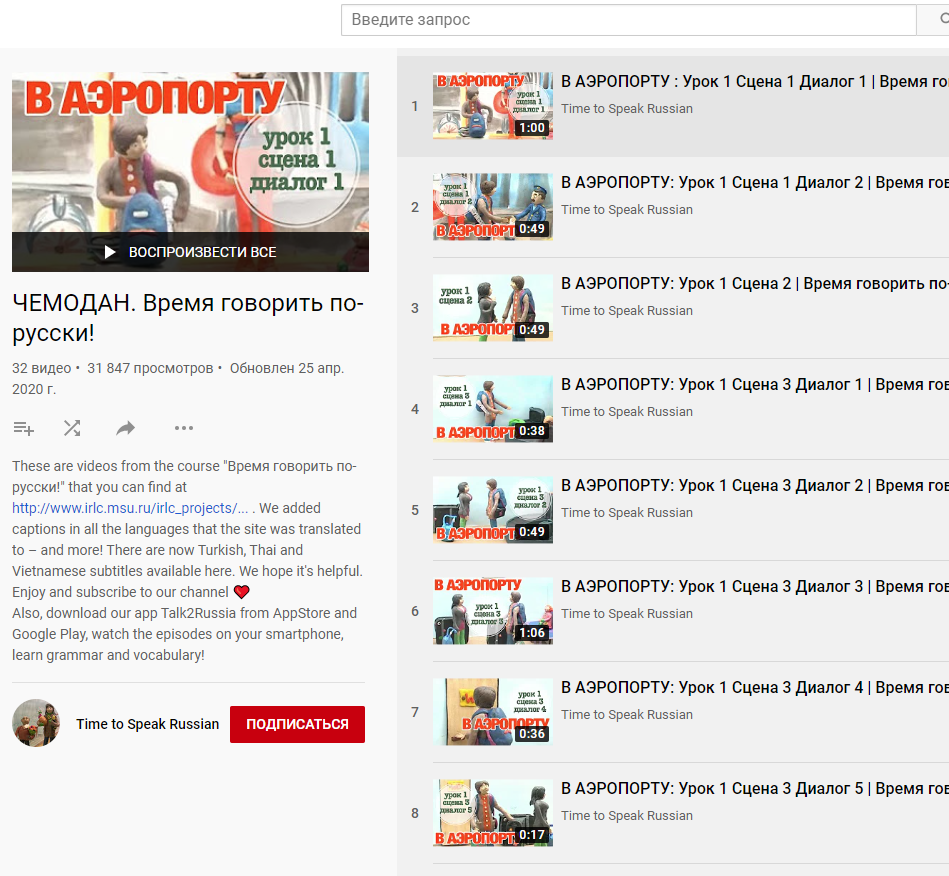 Введите запрос
В АЭРОПОРТУ
урок 1
сцена 1
диалог 1
ВОСПРОИЗВЕСТИ ВСЕ
ЧЕМОДАН. Время говорить по-
русски!
32 видео • 31 847 просмотров • Обновлен 25 апр.
2020 г.
These are videos from the course "Время говорить по-
русски!" that you can find at
http://www.irlc.msu.ru/irlc_projects/... . We added
captions in all the languages that the site was translated
to – and more! There are now Turkish, Thai and
Vietnamese subtitles available here. We hope it's helpful.
Enjoy and subscribe to our channel ❤
Also, download our app Talk2Russia from AppStore and
Google Play, watch the episodes on your smartphone,
learn grammar and vocabulary!
Time to Speak Russian ПОДПИСАТЬСЯ
1
В АЭРОПОРТУ
урок 1
сцена 1
диалог 1
1:00
В АЭРОПОРТУ : Урок 1 Сцена 1 Диалог 1 | Время го
Time to Speak Russian
2
урок 1
сцена 1
диалог 2
В АЭРОПОРТ
0:49
В АЭРОПОРТУ: Урок 1 Сцена 1 Диалог 2 | Время гов
Time to Speak Russian
3
урок 1
сцена 2
В АЭРОПОРТ
0:49
В АЭРОПОРТУ: Урок 1 Сцена 2 | Время говорить по-
Time to Speak Russian
4
урок 1
сцена 3
диалог 1
В АЭРОПОРТ
0:38
В АЭРОПОРТУ: Урок 1 Сцена 3 Диалог 1 | Время гов
Time to Speak Russian
5
урок 1
сцена 3
диалог 2
В АЭРОПОРТ
0:49
В АЭРОПОРТУ: Урок 1 Сцена 3 Диалог 2 | Время гов
Time to Speak Russian
6
В АЭРОПОРТУ
урок 1
сцена 3
диалог 3
1:06
В АЭРОПОРТУ: Урок 1 Сцена 3 Диалог 3 | Время гов
Time to Speak Russian
7
урок 1
сцена 3
диалог 4
В АЭРОПОРТУ
0:36
В АЭРОПОРТУ: Урок 1 Сцена 3 Диалог 4 | Время гов
Time to Speak Russian
8
урок 1
сцена 3
диалог 5
В АЭРОПОРТ
0:17
В АЭРОПОРТУ: Урок 1 Сцена 3 Диалог 5 | Время гов
Time to Speak Russian